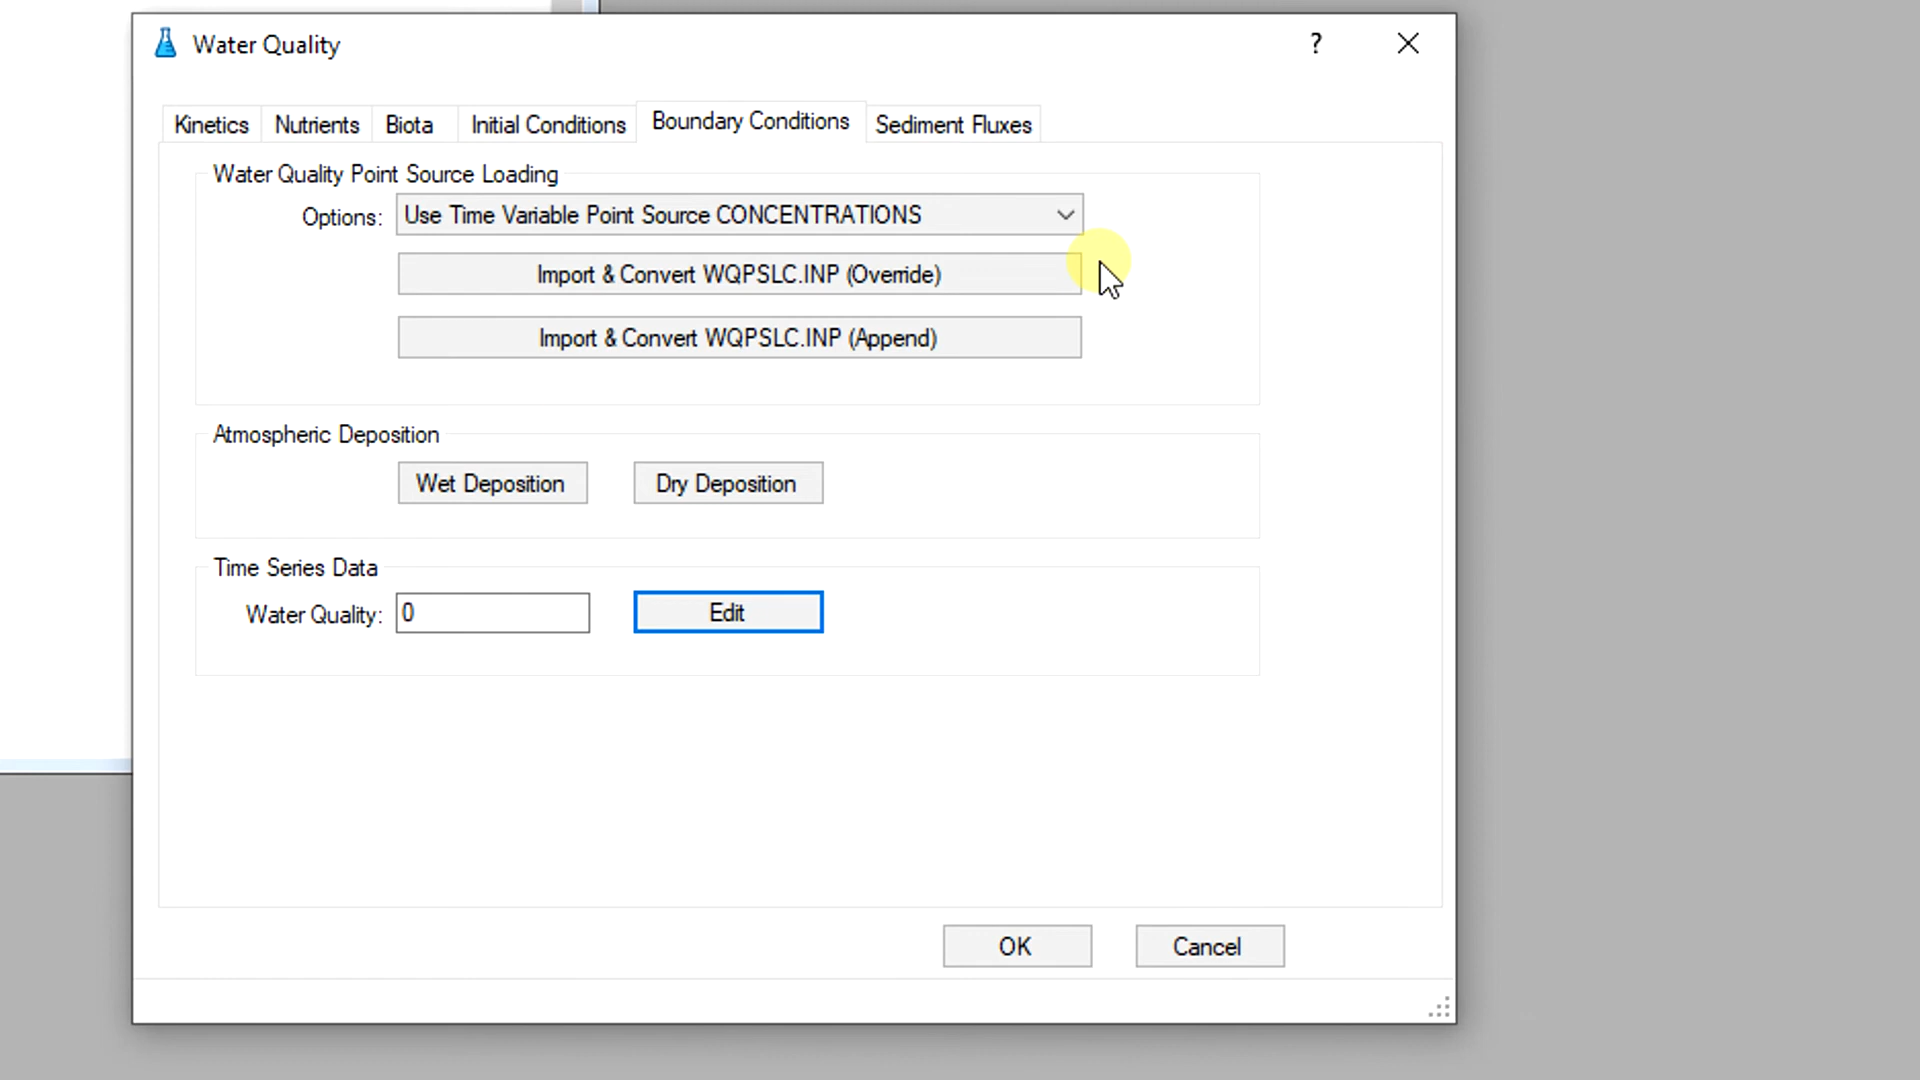 Water Quality
?
Kinetics Nutrients Biota Initial Conditions Boundary Conditions Sediment Fluxes
Water Quality Point Source Loading
Options: Use Time Variable Point Source CONCENTRATIONS
Import & Convert WQPSLC.INP (Override)
Import & Convert WQPSLC.INP (Append)
Atmospheric Deposition
Wet Deposition Dry Deposition
Time Series Data
Water Quality: 0 Edit
OK Cancel